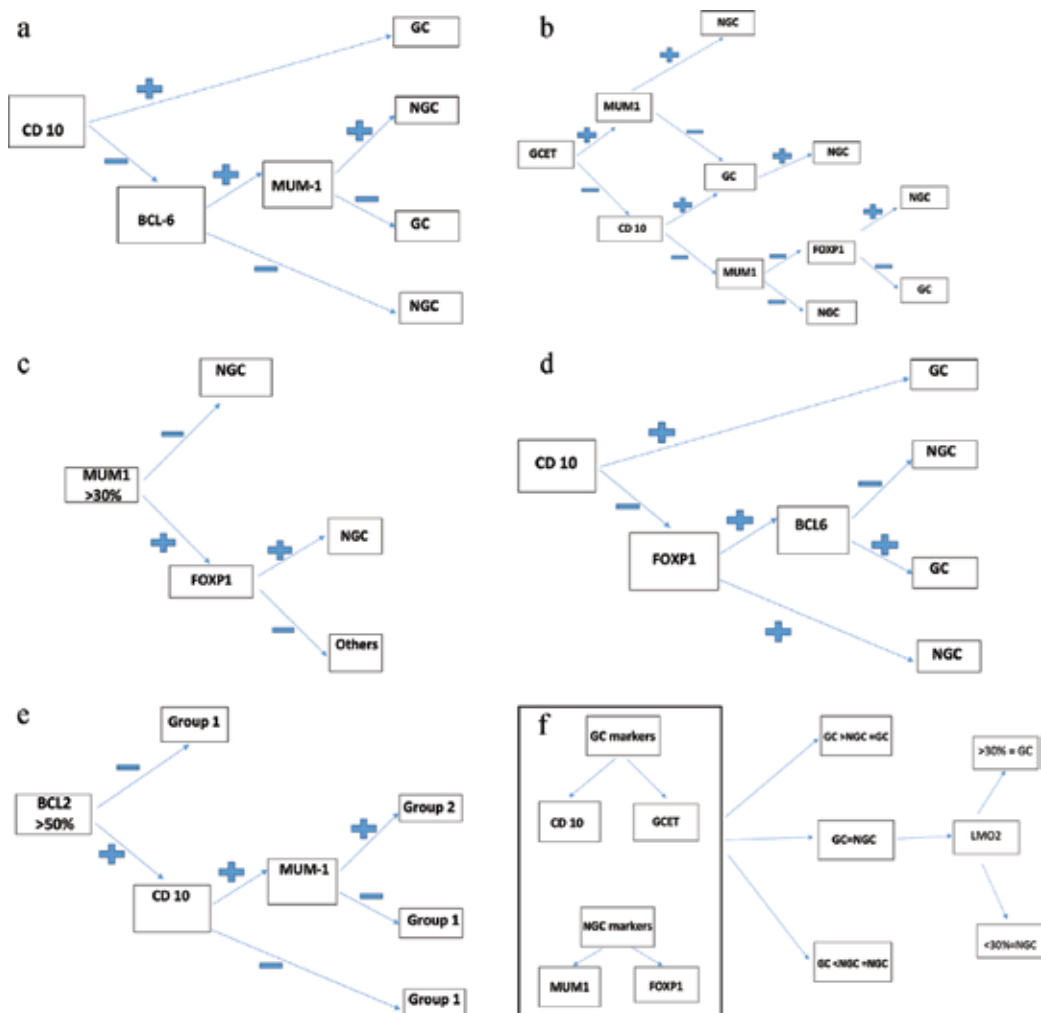 a
GC
NGC
CD 10
MUM-1
BCL-6
GC
NGC
b
NGC
MUM1
GCET
GC
NGC
CD 10
NGC
MUM1
FOXP1
GC
NGC
c
NGC
MUM1
>30%
NGC
FOXP1
Others
d
GC
CD 10
NGC
BCL6
FOXP1
GC
NGC
e
Group 1
BCL2
>50%
Group 2
MUM-1
CD 10
Group 1
Group 1
f
GC markers
CD 10
GCET
NGC markers
MUM1
FOXP1
GC >NGC =GC
GC=NGC
GC <NGC =NGC
>30% = GC
LMO2
<30%=NGC